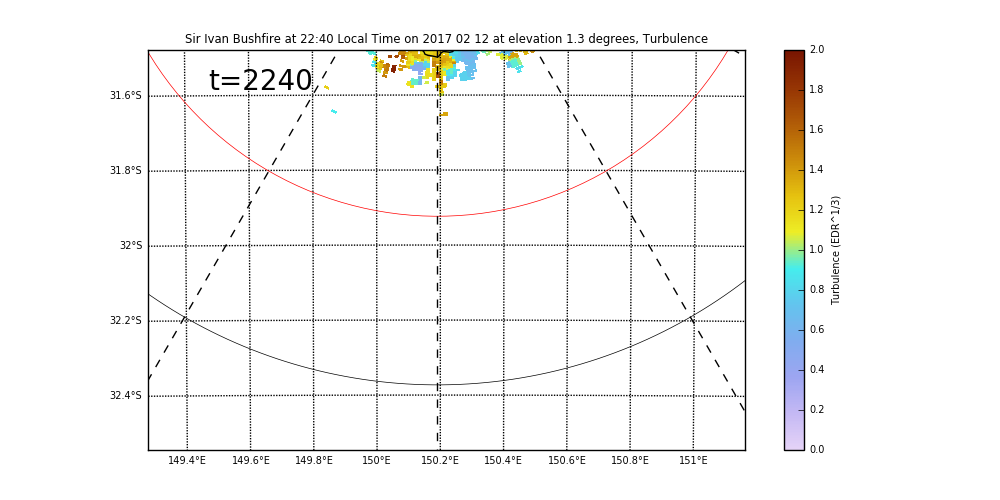 Sir Ivan Bushfire at 22:40 Local Time on 2017 02 12 at elevation 1.3 degrees, Turbulence
t=2240
31.6°S
31.8°S
32°S
32.2°S
32.4°S
149.4°E 149.6°E 149.8°E 150°E 150.2°E 150.4°E 150.6°E 150.8°E 151°E
2.0
1.8
1.6
1.4
1.2
1.0
0.8
0.6
0.4
0.2
0.0
Turbulence (EDR^1/3)